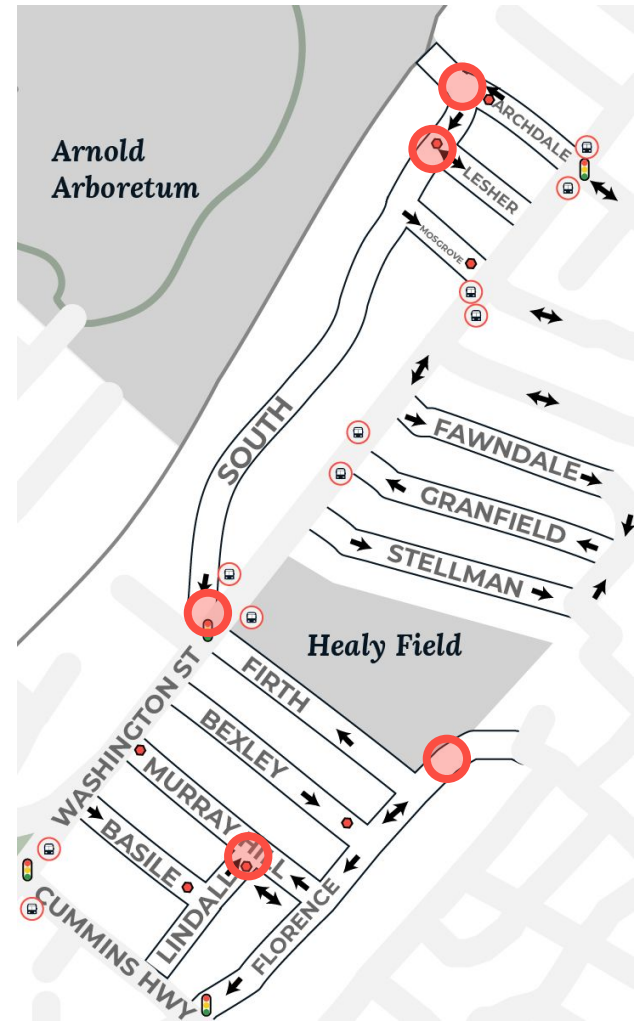 Arnold
Arboretum
ARCHDALE
LESHER
MOSGROVE
SOUTH
FAWNDALE
GRANFIELD
STELLMAN
Healy Field
FIRTH
WASHINGTON ST
BEXLEY
MURRAY HILL
BASILE
LINDALL
FLORENCE
CUMMINS HWY